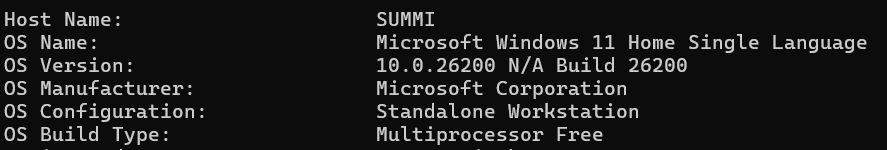 Host Name: SUMMI
OS Name: Microsoft Windows 11 Home Single Language
OS Version: 10.0.26200 N/A Build 26200
OS Manufacturer: Microsoft Corporation
OS Configuration: Standalone Workstation
OS Build Type: Multiprocessor Free